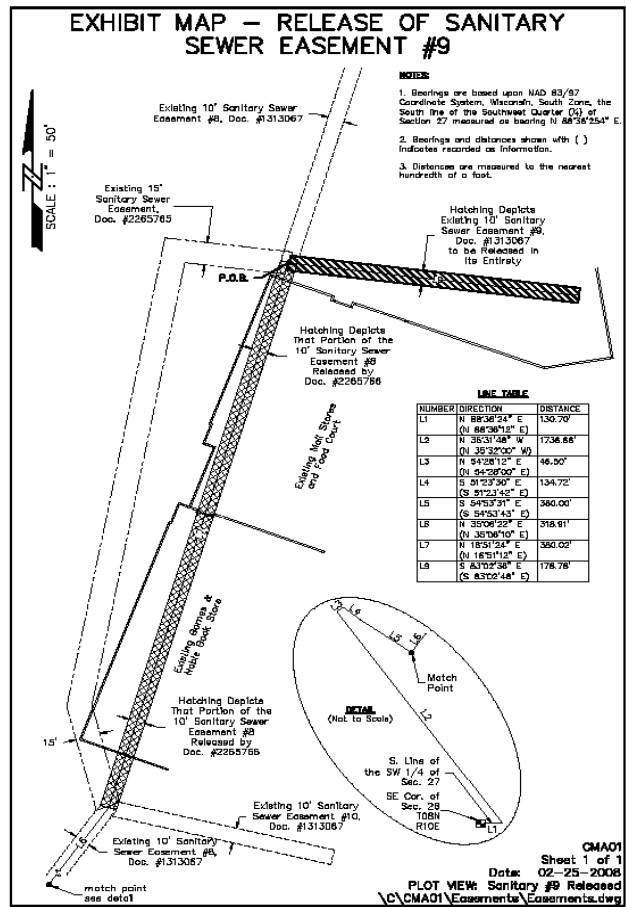 EXHIBIT MAP – RELEASE OF SANITARY
SEWER EASEMENT #9
NOTES:
1. Bearings are based upon NAD 83/97
Coordinate System, Wisconsin, South Zone, the
South line of the Southwest Quarter (¼) of
Section 27 measured as bearing N
2. Bearings and distances shown with ( )
indicates recorded as information.
3. Distances are measured to the nearest
hundredth of a foot.
SCALE : 1" = 50'
Existing 10' Sanitary Sewer
Easement #8, Doc. #1313067
Existing 15'
Sanitary Sewer
Easement,
Doc. #2265765
Hatching Depicts
Existing 10' Sanitary
Sewer Easement #9,
Doc. #1313067
to be Released in
Its Entirety
P.O.B.
Hatching Depicts
That Portion of the
10' Sanitary Sewer
Easement #8
Released by
Doc. #2265766
Existing Mall Stores
and Food Court
LINE TABLE
NUMBER DIRECTION DISTANCE
L1 N 88°36'24" E 130.70'
(N 88°36'12" E)
L2 N 35°31'48" W 1736.66'
(N 35°32'00" W)
L3 N 54°28'12" E 46.50'
(N 54°28'00" E)
L4 S 51°23'30" E 134.72'
(S 51°23'42" E)
L5 S 54°53'31" E 380.00'
(S 54°53'43" E)
L6 N 35°06'22" E 318.91'
(N 35°06'10" E)
L7 N 16°51'24" E 380.02'
(N 16°51'12" E)
L9 S 83°02'36" E 178.78'
(S 83°02'48" E)
Existing Barnes &
Noble Book Store
L3
L4
L5
L6
Match
Point
L2
DETAIL
(Not to Scale)
S. Line of
the SW 1/4 of
Sec. 27
SE Cor. of
Sec. 28
T08N
R10E
L1
Hatching Depicts
That Portion of the
10' Sanitary Sewer
Easement #8
Released by
Doc. #2265766
15'
Existing 10' Sanitary
Sewer Easement #10,
Doc. #1313067
Existing 10' Sanitary
Sewer Easement #8,
Doc. #1313067
L6
match point
see detail
CMA01
Sheet 1 of 1
Date: 02-25-2008
PLOT VIEW: Sanitary #9 Released
\C\CMA01\Easements\Easements.dwg